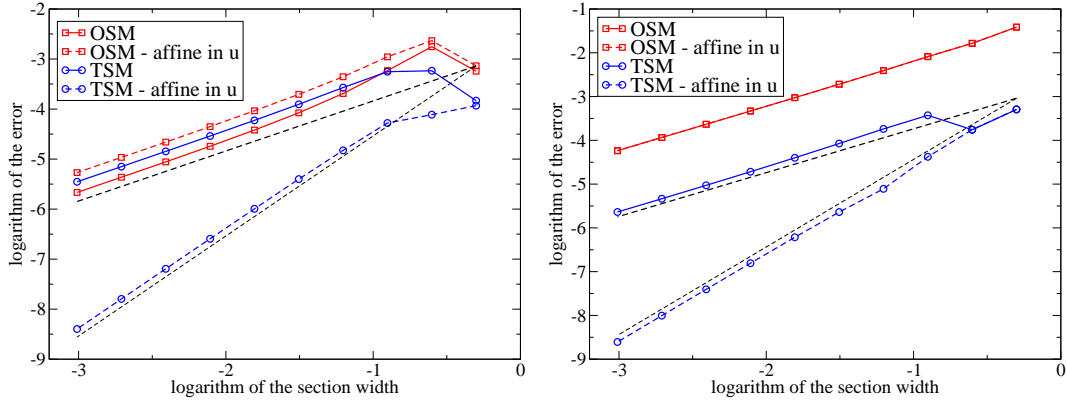 -2
-3
-4
-5
-6
-7
-8
-9
-3
-2
-1
0
logarithm of the section width
logarithm of the error
OSM
OSM - affine in u
TSM
TSM - affine in u
-1
-2
-3
-4
-5
-6
-7
-8
-9
-3
-2
-1
0
logarithm of the section width
logarithm of the error
OSM
OSM - affine in u
TSM
TSM - affine in u